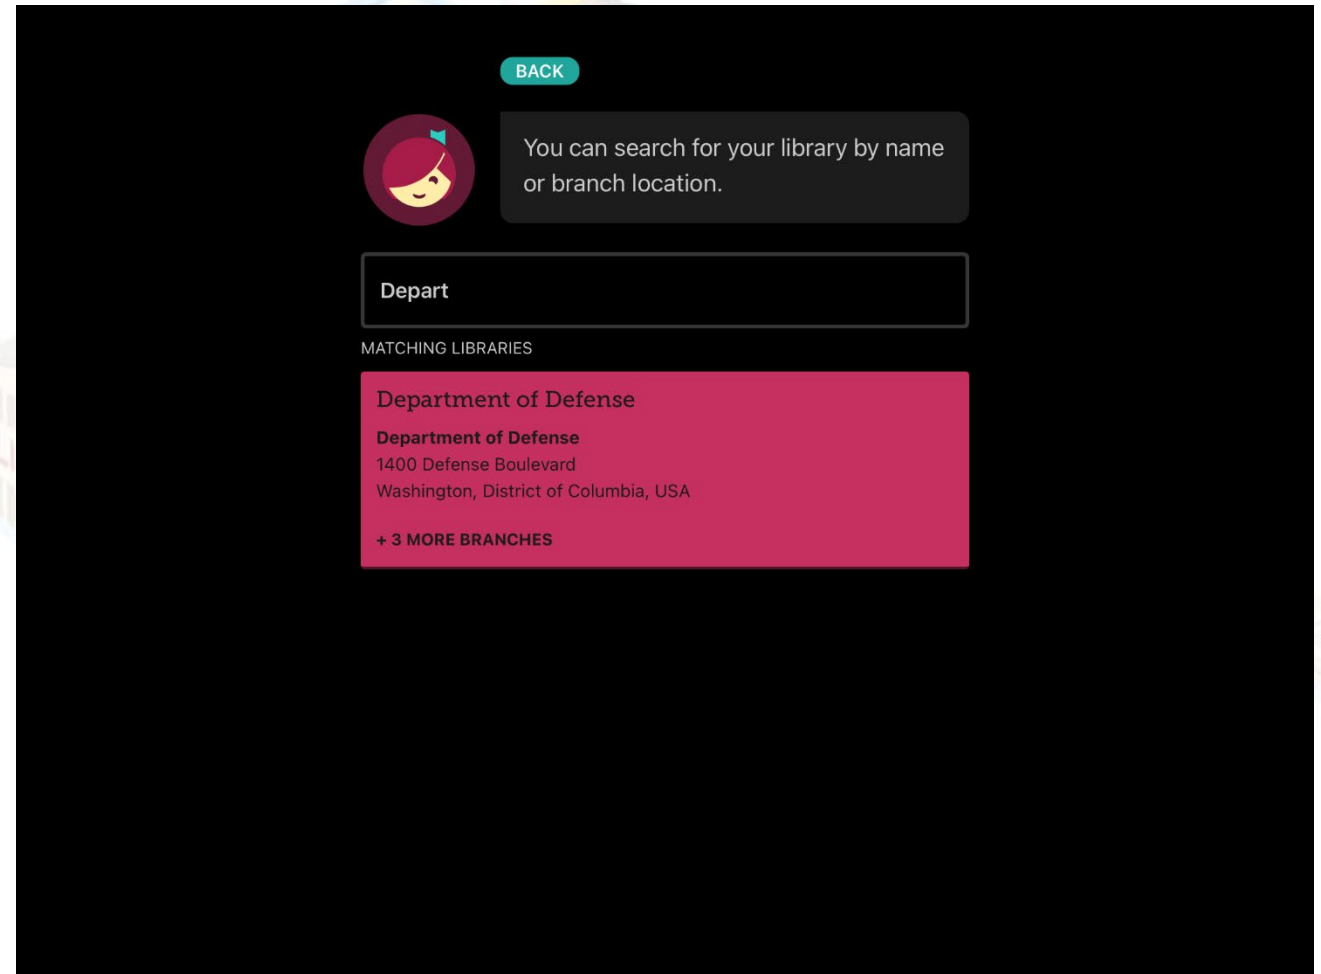 BACK
You can search for your library by name
or branch location.
Depart
MATCHING LIBRARIES
Department of Defense
Department of Defense
1400 Defense Boulevard
Washington, District of Columbia, USA
+ 3 MORE BRANCHES